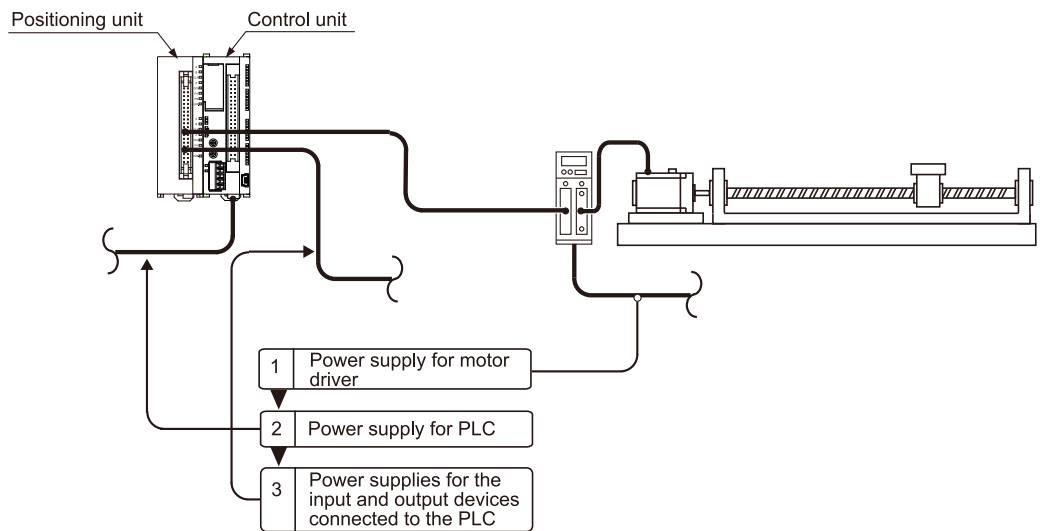 Positioning unit
Control unit
1
Power supply for motor
driver
2
Power supply for PLC
3
Power supplies for the
input and output devices
connected to the PLC